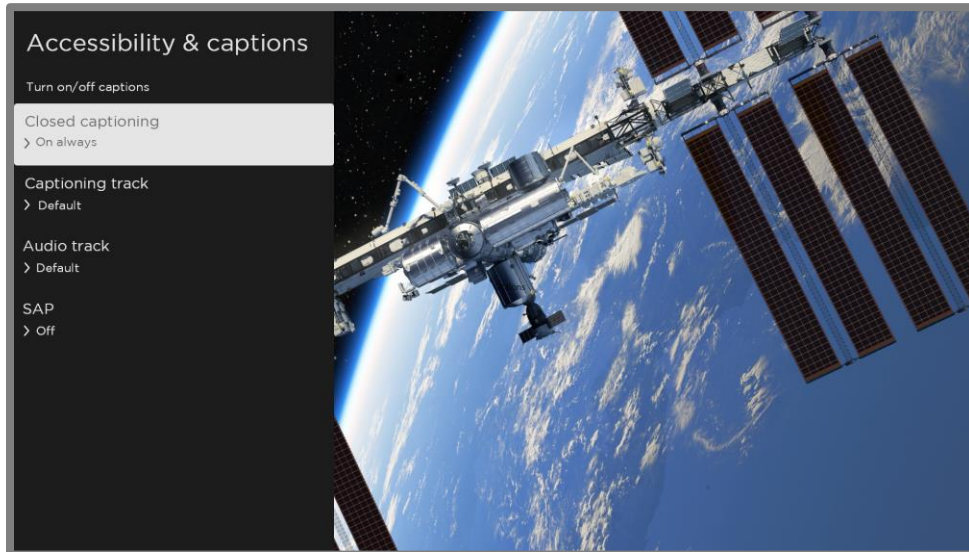 Accessibility & captions
Turn on/off captions
Closed captioning
On always
Captioning track
Default
Audio track
Default
SAP
Off